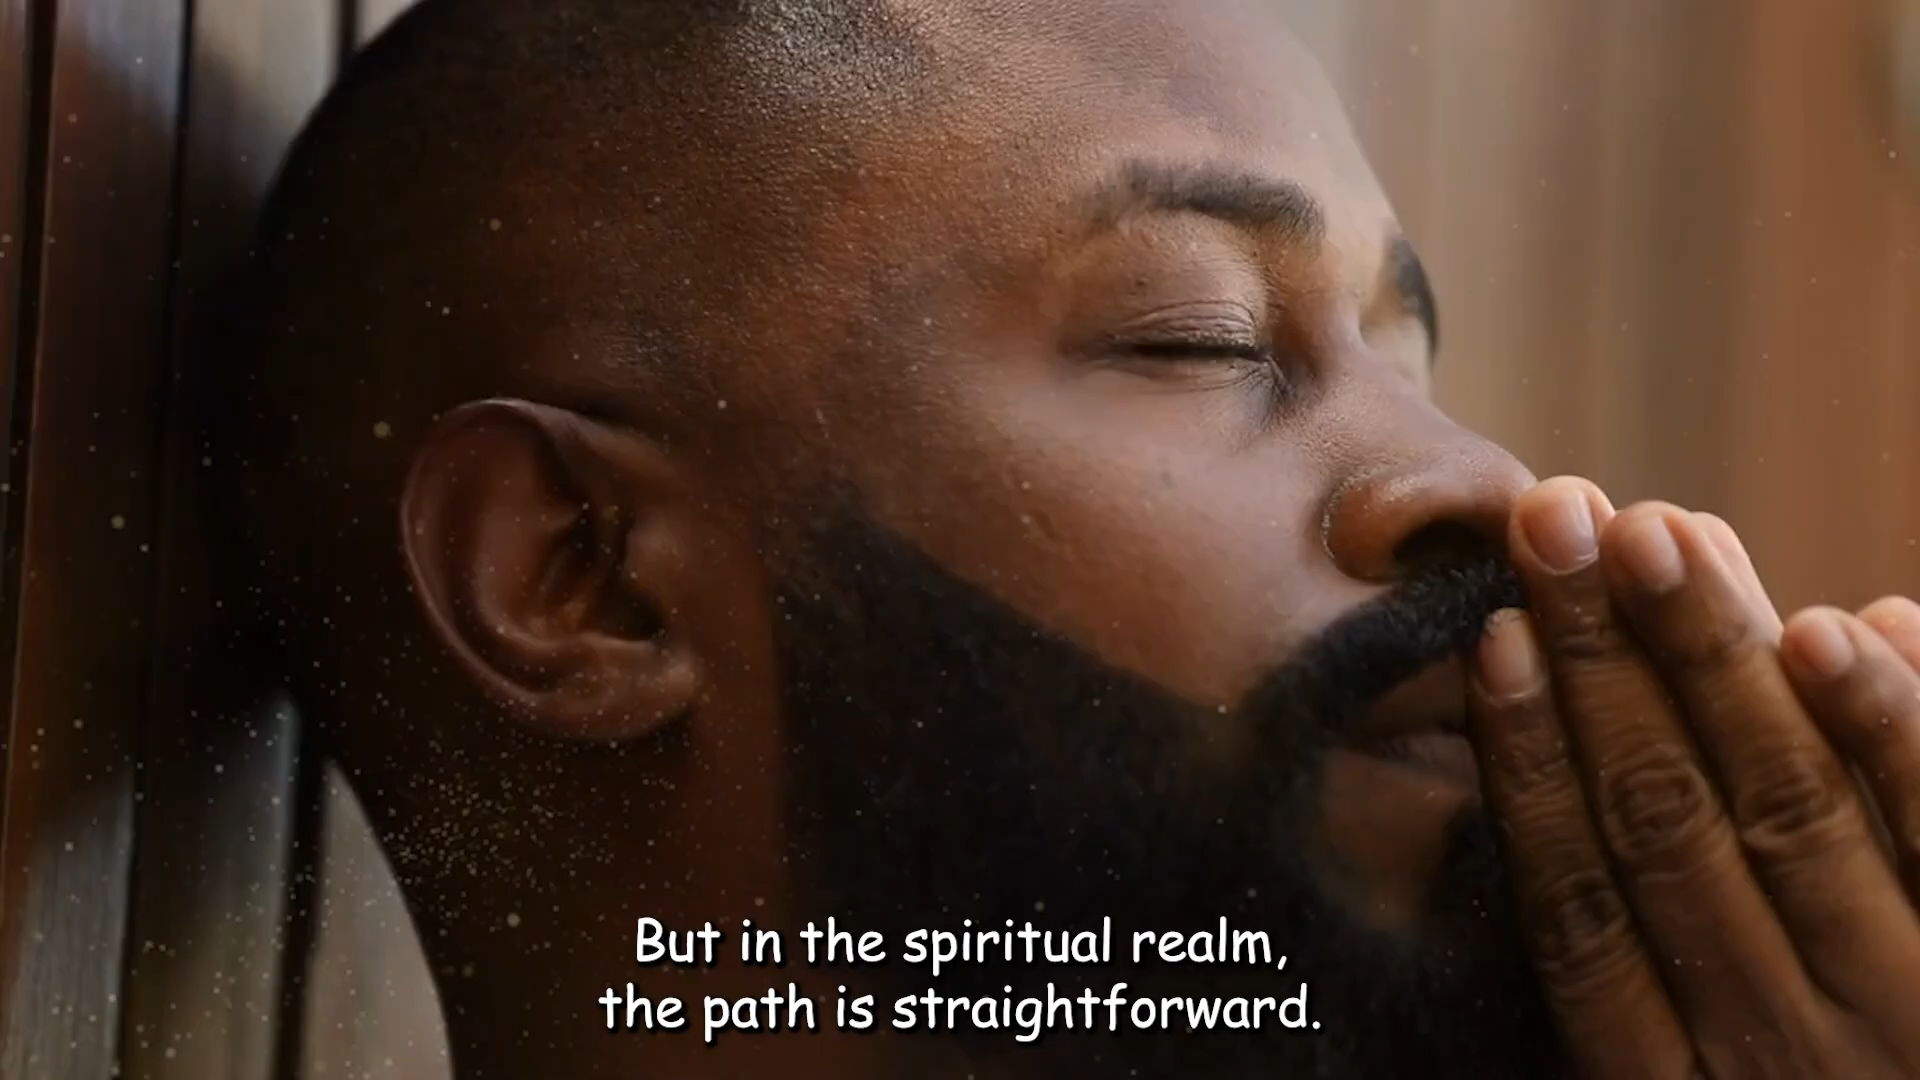 But in the spiritual realm,
the path is straightforward.